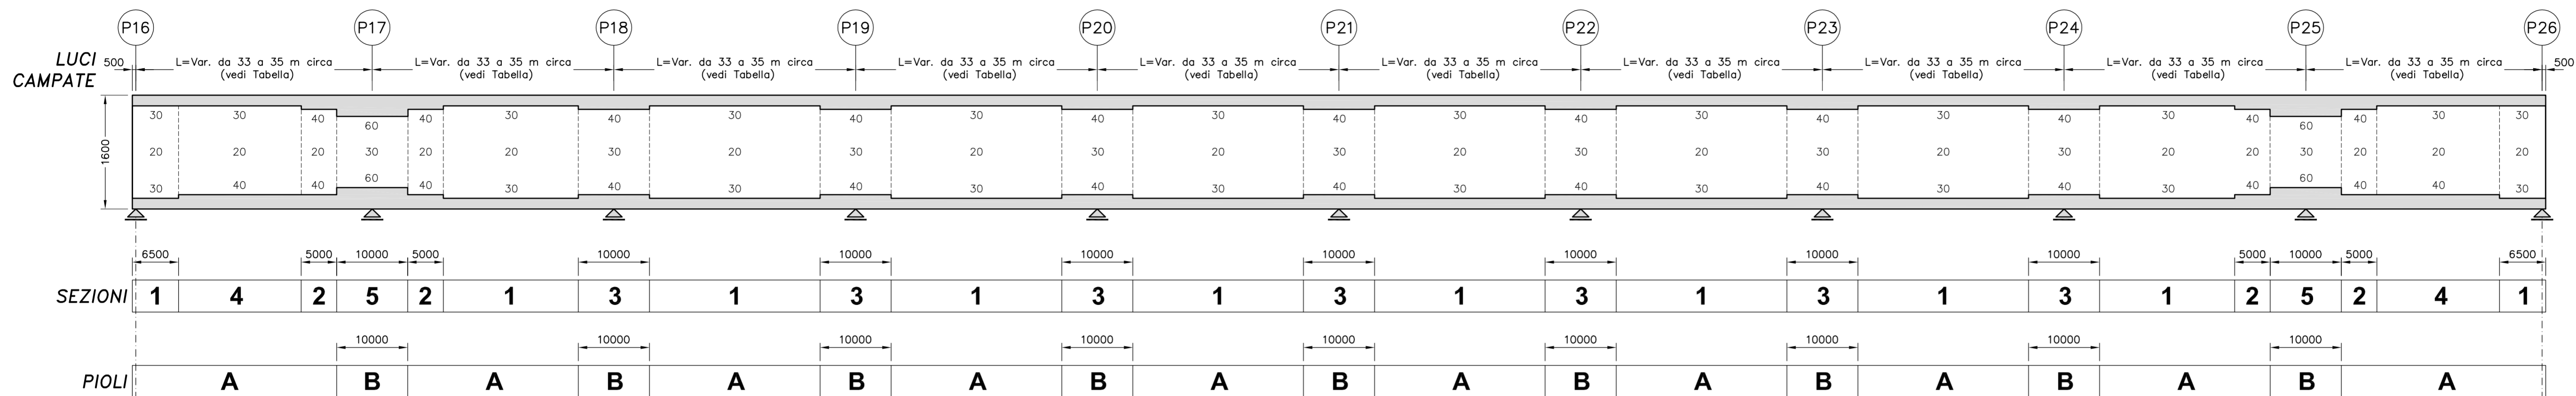 P16 P17 P18 P19 P20 P21 P22 P23 P24 P25 P26
LUCI
CAMPATE
500 L=Var. da 33 a 35 m circa L=Var. da 33 a 35 m circa L=Var. da 33 a 35 m circa L=Var. da 33 a 35 m circa L=Var. da 33 a 35 m circa L=Var. da 33 a 35 m circa L=Var. da 33 a 35 m circa L=Var. da 33 a 35 m circa L=Var. da 33 a 35 m circa L=Var. da 33 a 35 m circa 500
(vedi Tabella) (vedi Tabella) (vedi Tabella) (vedi Tabella) (vedi Tabella) (vedi Tabella) (vedi Tabella) (vedi Tabella) (vedi Tabella) (vedi Tabella)
1600
30 30 40 60 40 30 40 30 40 30 40 30 40 30 40 30 40 30 40 30 40 60 40 30 30
20 20 20 30 20 20 30 20 30 20 30 20 30 20 30 20 30 20 30 20 20 30 20 20 20
30 40 40 60 40 30 40 30 40 30 40 30 40 30 40 30 40 30 40 30 40 60 40 40 30
6500 5000 10000 5000 10000 10000 10000 10000 10000 10000 10000 5000 10000 5000 6500
SEZIONI 1 4 2 5 2 1 3 1 3 1 3 1 3 1 3 1 3 1 3 1 2 5 2 4 1
10000 10000 10000 10000 10000 10000 10000 10000 10000
PIOLI A B A B A B A B A B A B A B A B A B A